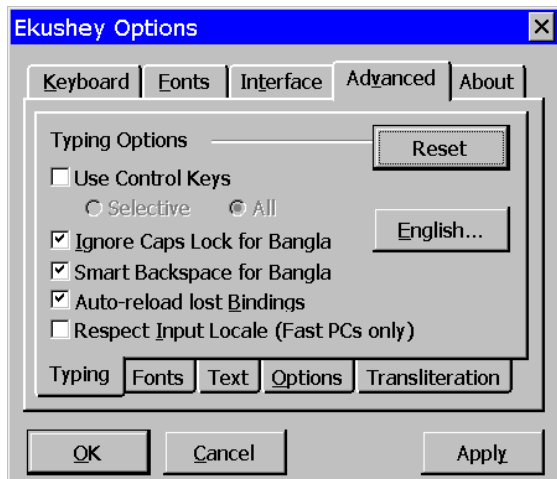 Ekushey Options
Keyboard Fonts Interface Advanced About
Typing Options
Reset
Use Control Keys
Selective All
English...
Ignore Caps Lock for Bangla
Smart Backspace for Bangla
Auto-reload lost Bindings
Respect Input Locale (Fast PCs only)
Typing Fonts Text Options Transliteration
OK Cancel Apply